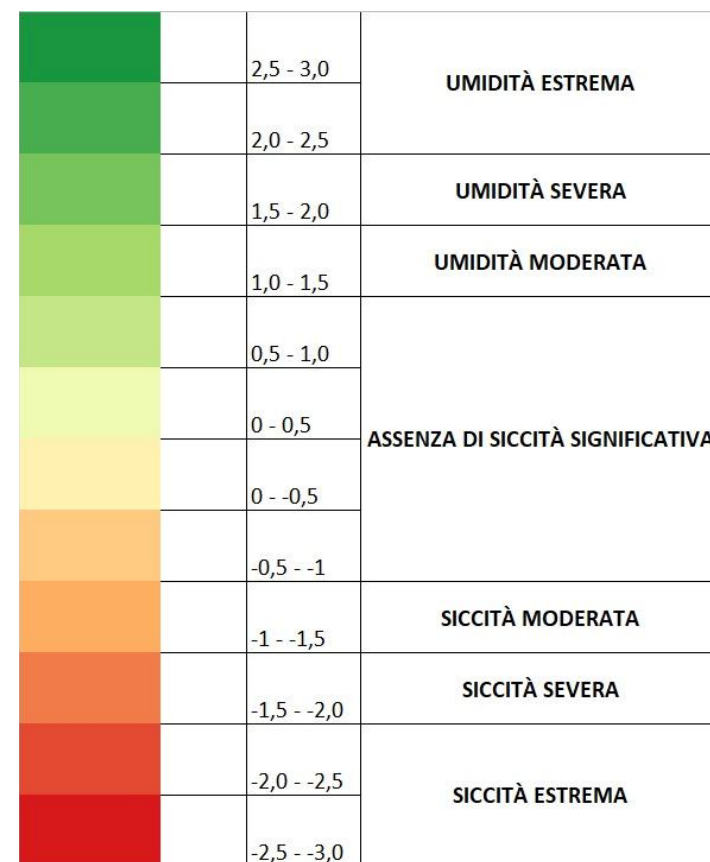 2,5 - 3,0
UMIDITÀ ESTREMA
2,0 - 2,5
1,5 - 2,0
UMIDITÀ SEVERA
1,0 - 1,5
UMIDITÀ MODERATA
0,5 - 1,0
0 - 0,5
ASSENZA DI SICCITÀ SIGNIFICATIVA
0 - -0,5
-0,5 - -1
-1 - -1,5
SICCITÀ MODERATA
-1,5 - -2,0
SICCITÀ SEVERA
-2,0 - -2,5
SICCITÀ ESTREMA
-2,5 - -3,0